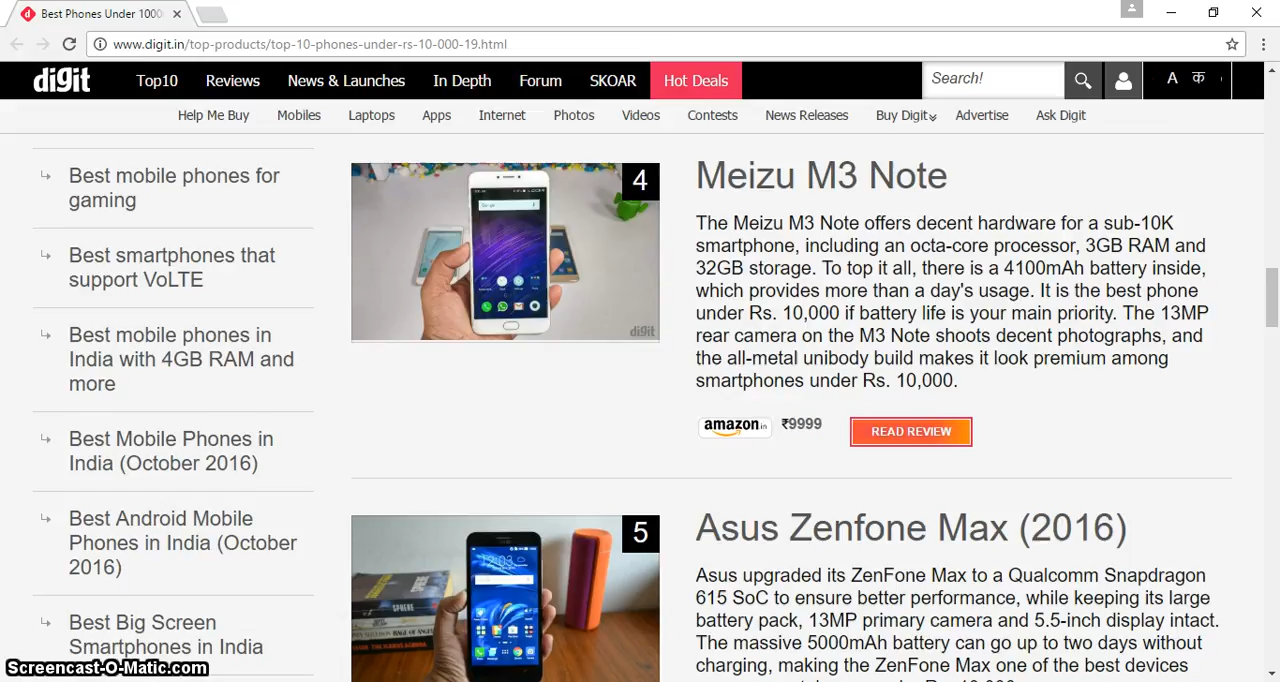 Best Phones Under 1000
www.digit.in/top-products/top-10-phones-under-rs-10-000-19.html
digit
Top10 Reviews News & Launches In Depth Forum SKOAR Hot Deals Search! A क
Help Me Buy Mobiles Laptops Apps Internet Photos Videos Contests News Releases Buy Digit Advertise Ask Digit
Best mobile phones for
gaming
Best smartphones that
support VoLTE
Best mobile phones in
India with 4GB RAM and
more
Best Mobile Phones in
India (October 2016)
Best Android Mobile
Phones in India (October
2016)
Best Big Screen
Smartphones in India
4
digit
Meizu M3 Note
The Meizu M3 Note offers decent hardware for a sub-10K
smartphone, including an octa-core processor, 3GB RAM and
32GB storage. To top it all, there is a 4100mAh battery inside,
which provides more than a day's usage. It is the best phone
under Rs. 10,000 if battery life is your main priority. The 13MP
rear camera on the M3 Note shoots decent photographs, and
the all-metal unibody build makes it look premium among
smartphones under Rs. 10,000.
amazon.in ₹9999 READ REVIEW
5
12:03
SPHERE
Asus Zenfone Max (2016)
Asus upgraded its ZenFone Max to a Qualcomm Snapdragon
615 SoC to ensure better performance, while keeping its large
battery pack, 13MP primary camera and 5.5-inch display intact.
The massive 5000mAh battery can go up to two days without
charging, making the ZenFone Max one of the best devices
Screencast-O-Matic.com